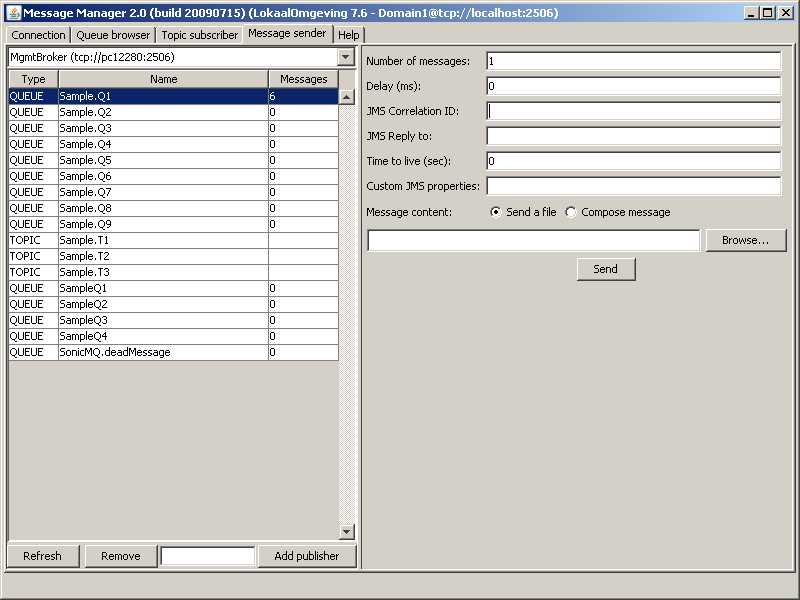 Message Manager 2.0 (build 20090715) (LokaalOmgeving 7.6 - Domain1@tcp://localhost:2506)
Connection Queue browser Topic subscriber Message sender Help
MgmtBroker (tcp://pc12280:2506)
Type Name Messages
QUEUE Sample.Q1 6
QUEUE Sample.Q2 0
QUEUE Sample.Q3 0
QUEUE Sample.Q4 0
QUEUE Sample.Q5 0
QUEUE Sample.Q6 0
QUEUE Sample.Q7 0
QUEUE Sample.Q8 0
QUEUE Sample.Q9 0
TOPIC Sample.T1
TOPIC Sample.T2
TOPIC Sample.T3
QUEUE SampleQ1 0
QUEUE SampleQ2 0
QUEUE SampleQ3 0
QUEUE SampleQ4 0
QUEUE SonicMQ.deadMessage 0
Refresh Remove Add publisher
Number of messages: 1
Delay (ms): 0
JMS Correlation ID:
JMS Reply to:
Time to live (sec): 0
Custom JMS properties:
Message content: Send a file Compose message
Browse...
Send